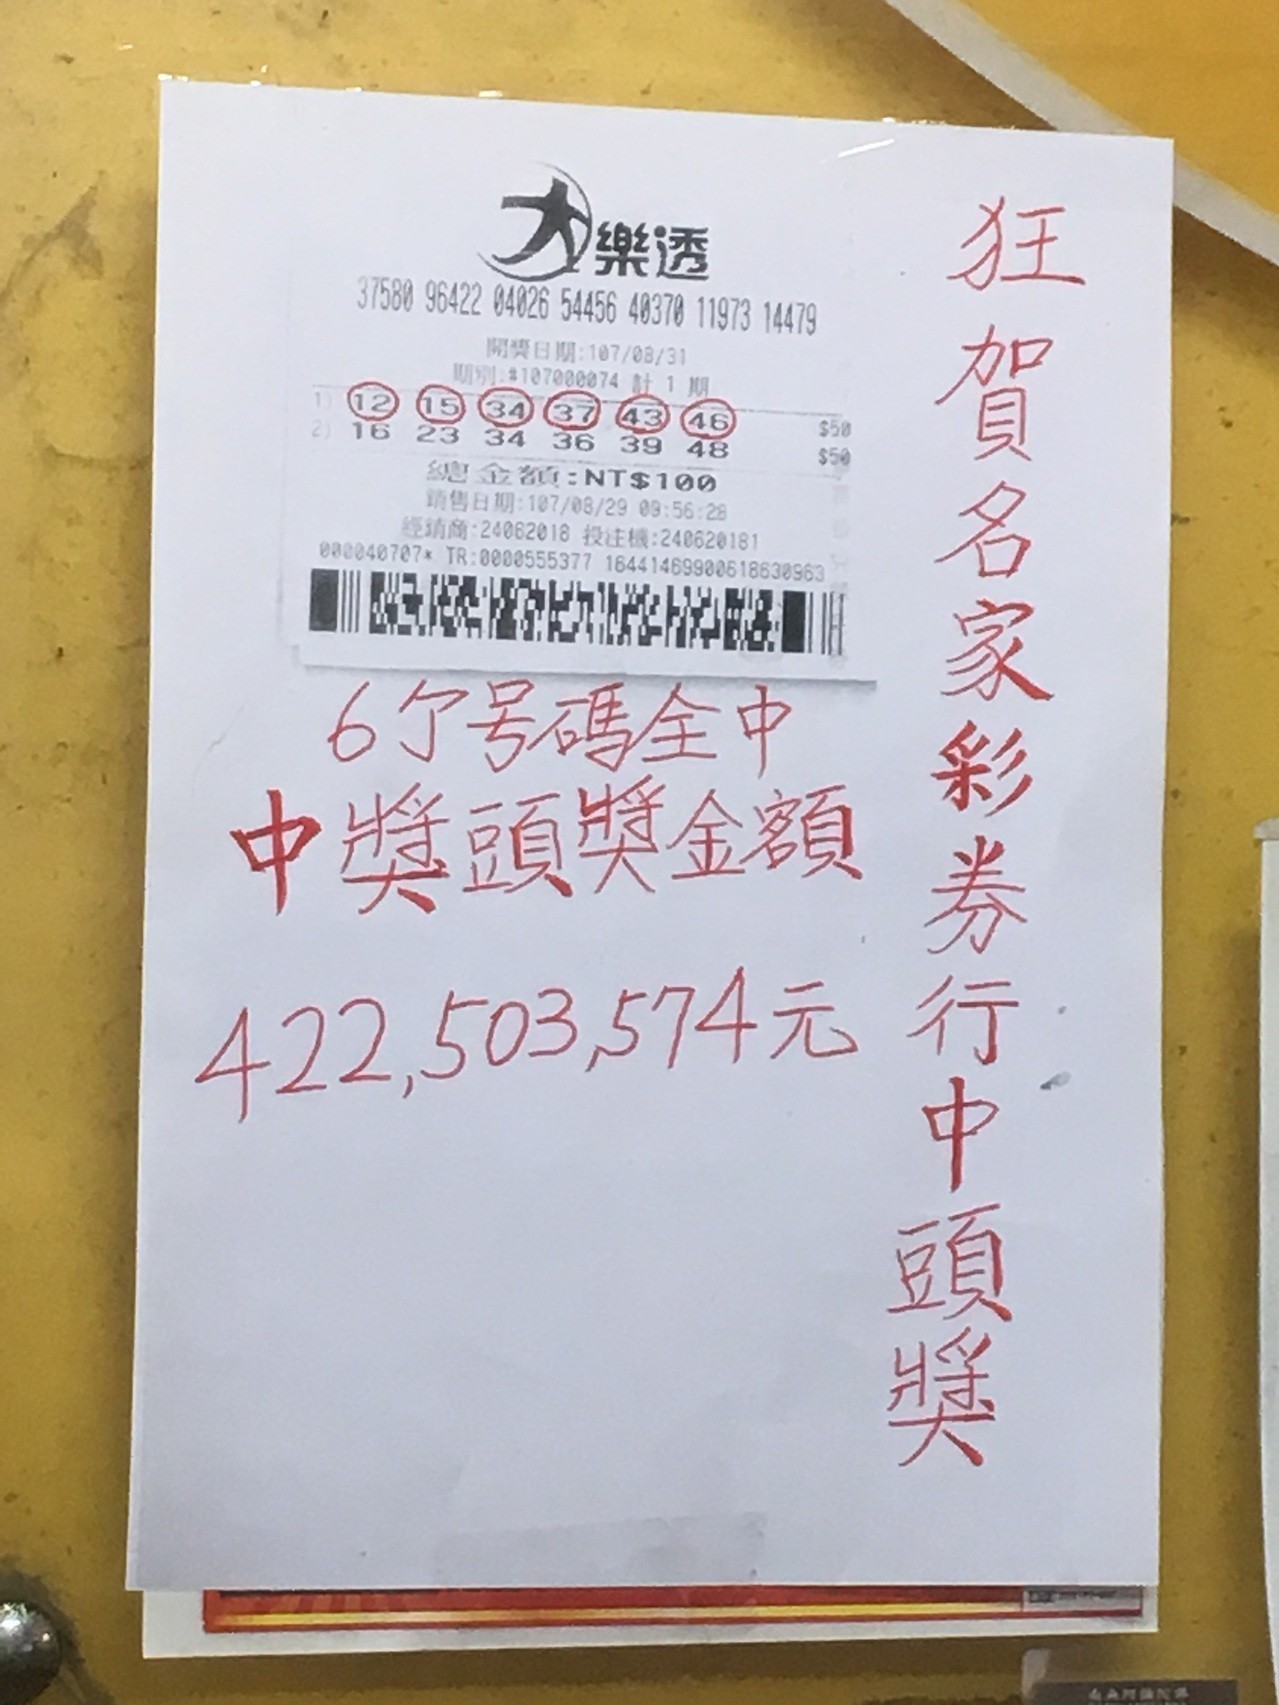 狂賀名家彩券行中頭獎
大樂透
37580 96422 04026 54456 40370 11973 14479
開獎日期:107/08/31
期別:#107000074 計 1 期
1) 12 15 34 37 43 46 $50
2) 16 23 34 36 39 48 $50
總金額:NT$100
銷售日期:107/08/29 09:56:28
經銷商:24062018 投注機:240620181
000040707* TR:0000555377 16441469900618630963
6亇号碼全中
中獎頭獎金額
422,503,574元